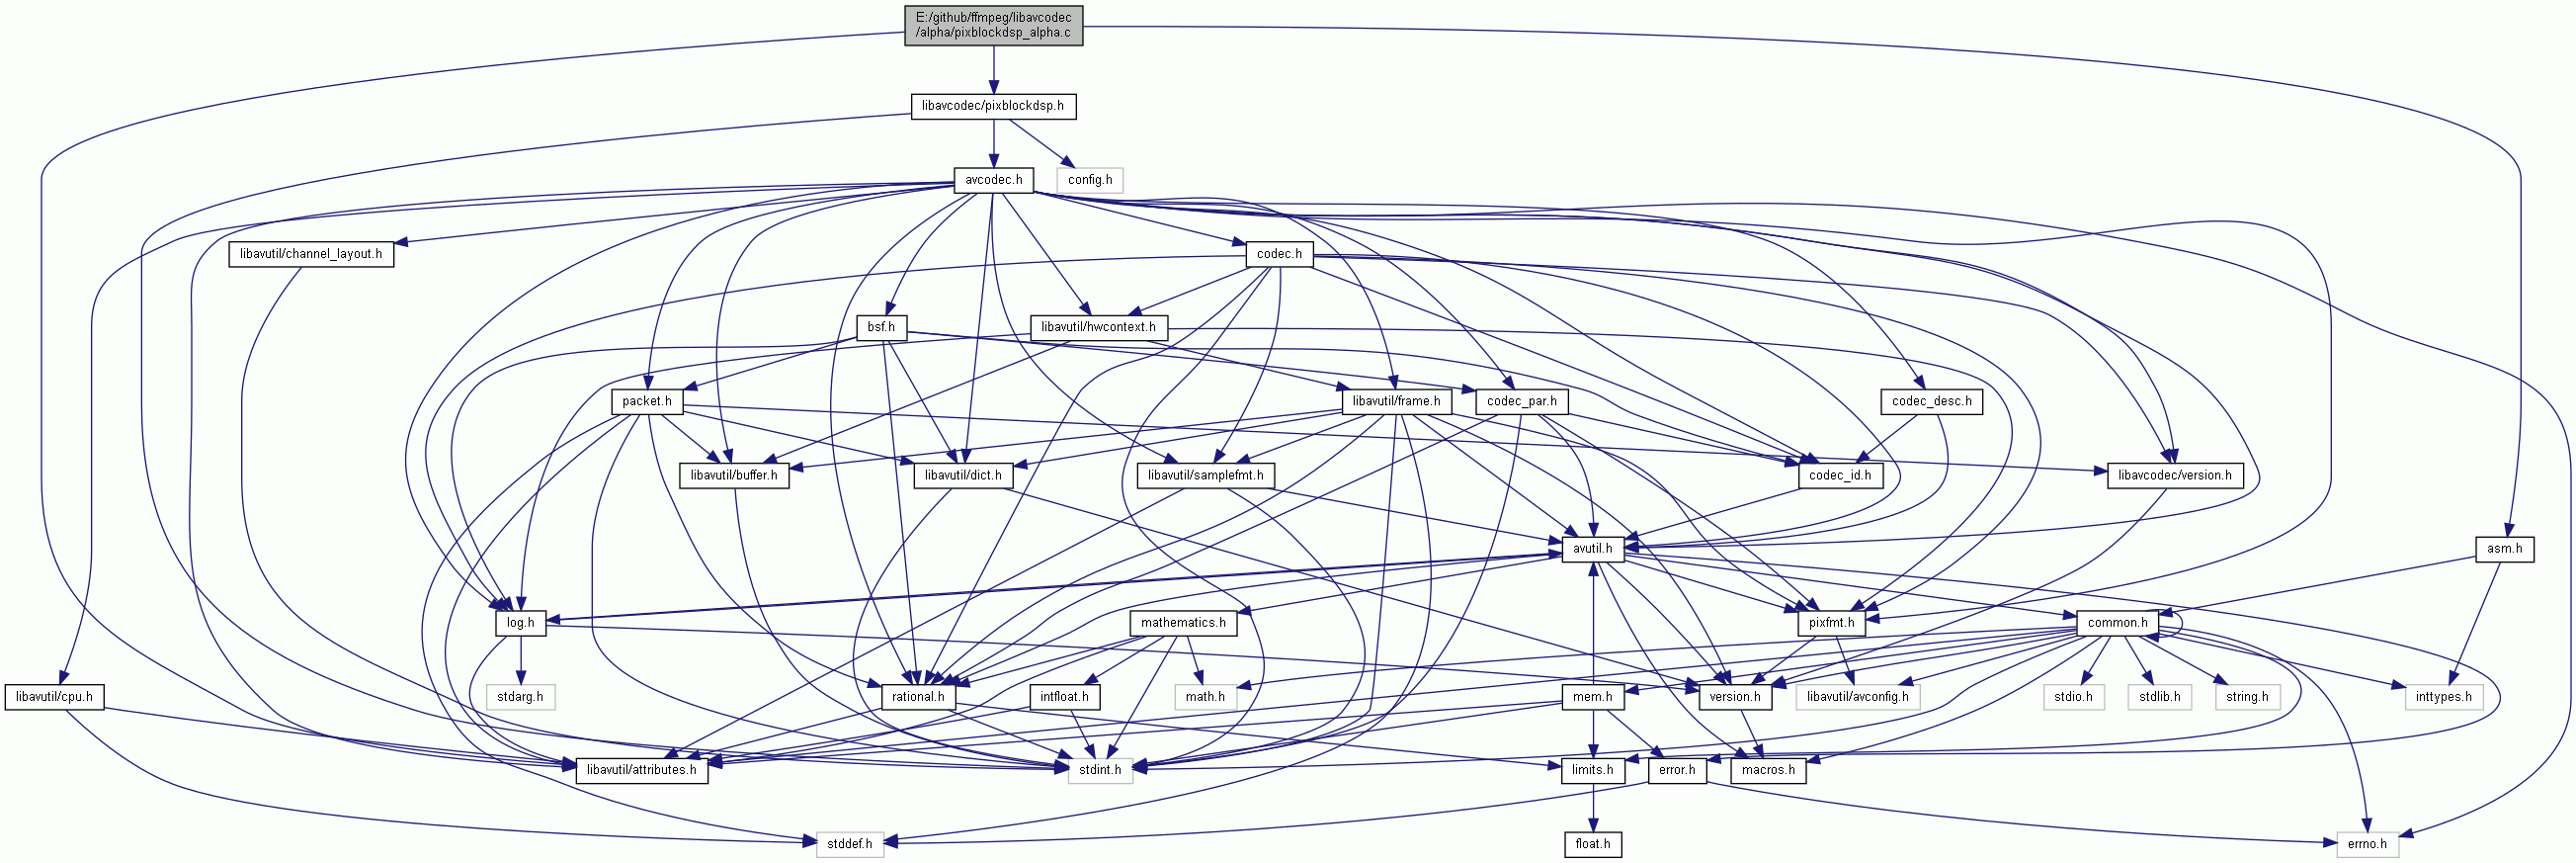 E:/github/ffmpeg/libavcodec
/alpha/pixblockdsp_alpha.c
libavcodec/pixblockdsp.h
avcodec.h
config.h
libavutil/channel_layout.h
codec.h
bsf.h
libavutil/hwcontext.h
packet.h
libavutil/frame.h
codec_par.h
codec_desc.h
libavutil/buffer.h
libavutil/dict.h
libavutil/samplefmt.h
codec_id.h
libavcodec/version.h
avutil.h
asm.h
log.h
mathematics.h
pixfmt.h
common.h
libavutil/cpu.h
stdarg.h
rational.h
intfloat.h
math.h
mem.h
version.h
libavutil/avconfig.h
stdio.h
stdlib.h
string.h
inttypes.h
libavutil/attributes.h
stdint.h
limits.h
error.h
macros.h
stddef.h
float.h
errno.h